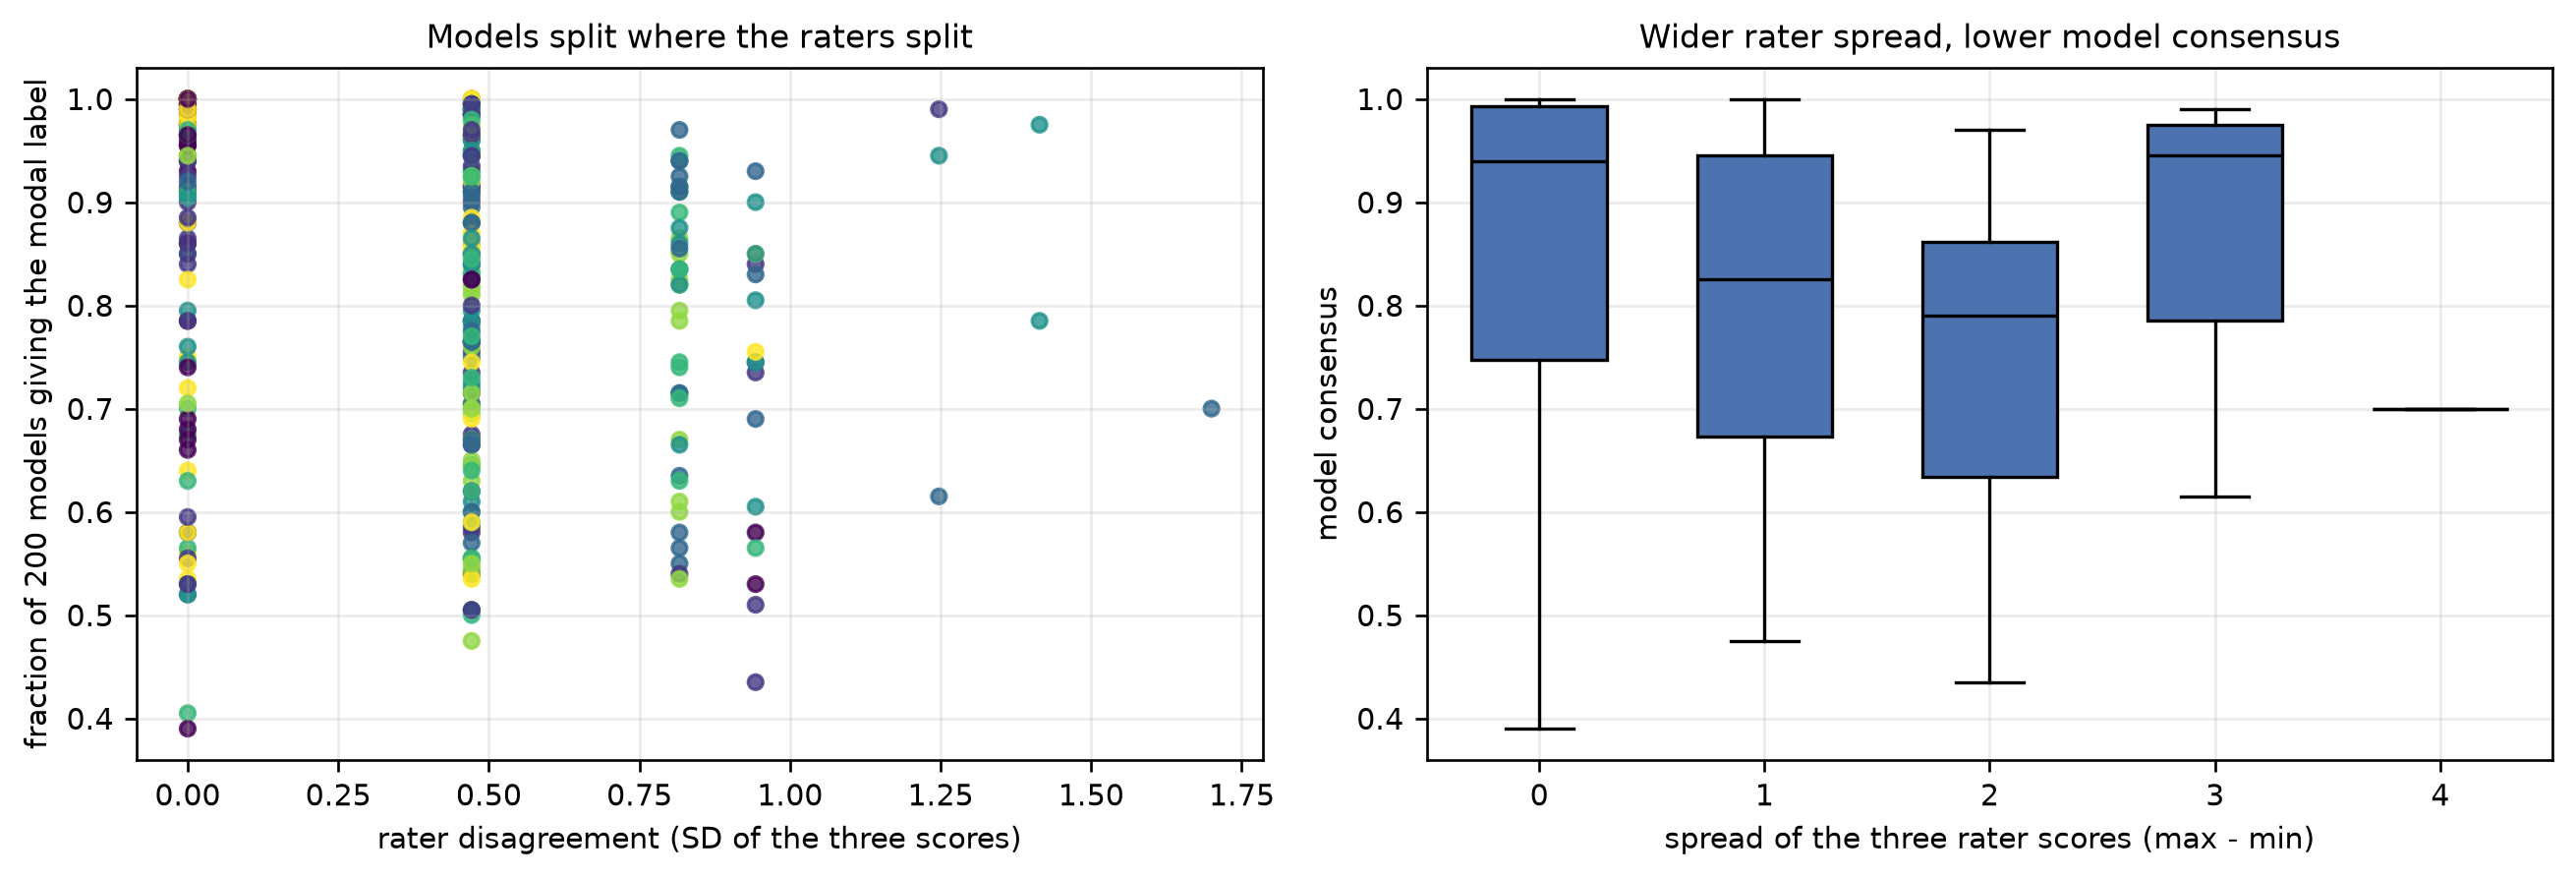 Models split where the raters split
fraction of 200 models giving the modal label
1.0
0.9
0.8
0.7
0.6
0.5
0.4
0.00 0.25 0.50 0.75 1.00 1.25 1.50 1.75
rater disagreement (SD of the three scores)
Wider rater spread, lower model consensus
model consensus
1.0
0.9
0.8
0.7
0.6
0.5
0.4
0 1 2 3 4
spread of the three rater scores (max - min)